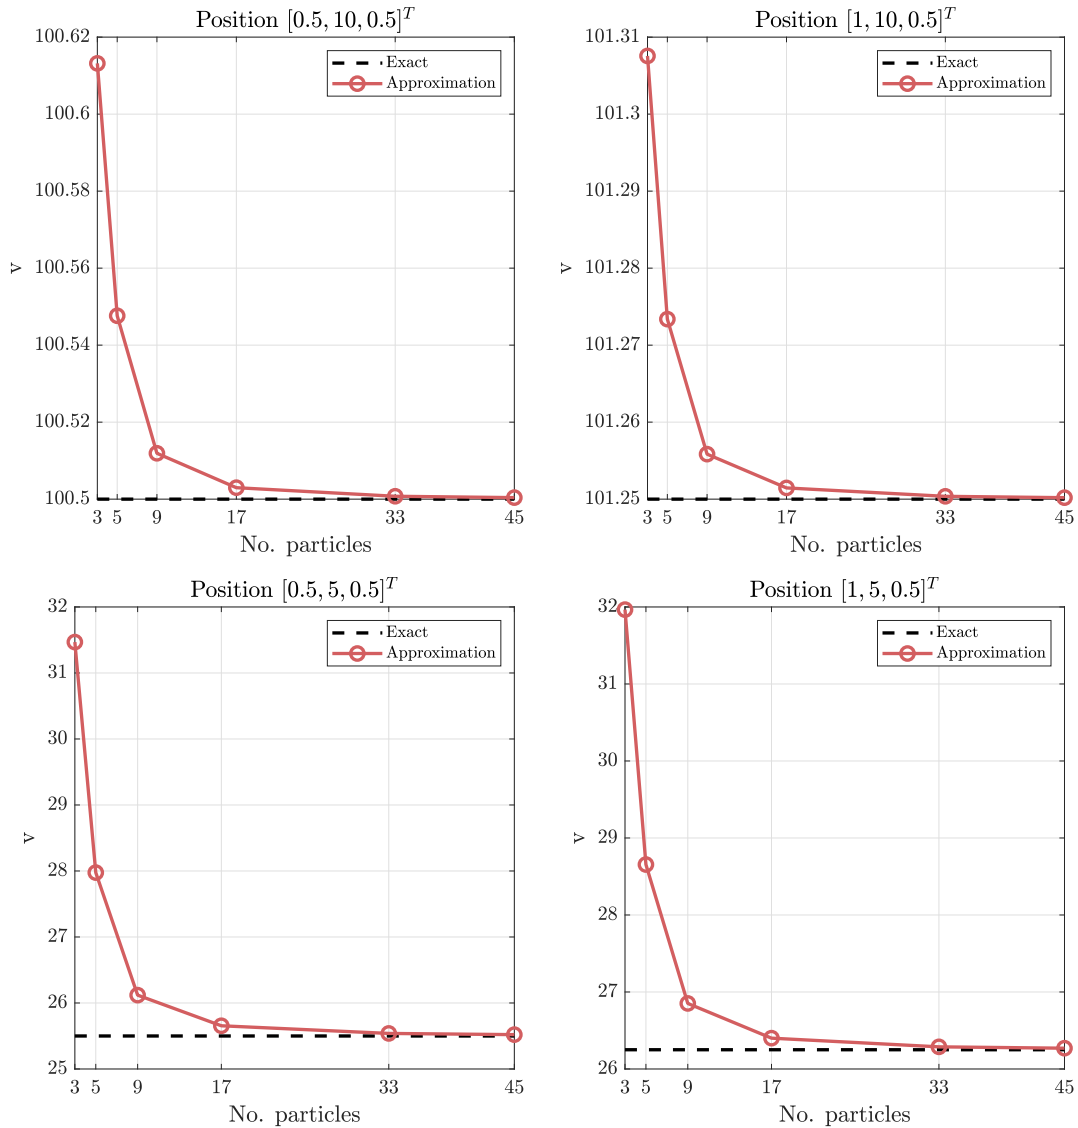 Position $[0.5, 10, 0.5]^T$
100.62
100.6
100.58
100.56
100.54
100.52
100.5
v
Exact
Approximation
3 5 9 17 33 45
No. particles
Position $[1, 10, 0.5]^T$
101.31
101.3
101.29
101.28
101.27
101.26
101.25
v
Exact
Approximation
3 5 9 17 33 45
No. particles
Position $[0.5, 5, 0.5]^T$
32
31
30
29
28
27
26
25
v
Exact
Approximation
3 5 9 17 33 45
No. particles
Position $[1, 5, 0.5]^T$
32
31
30
29
28
27
26
v
Exact
Approximation
3 5 9 17 33 45
No. particles